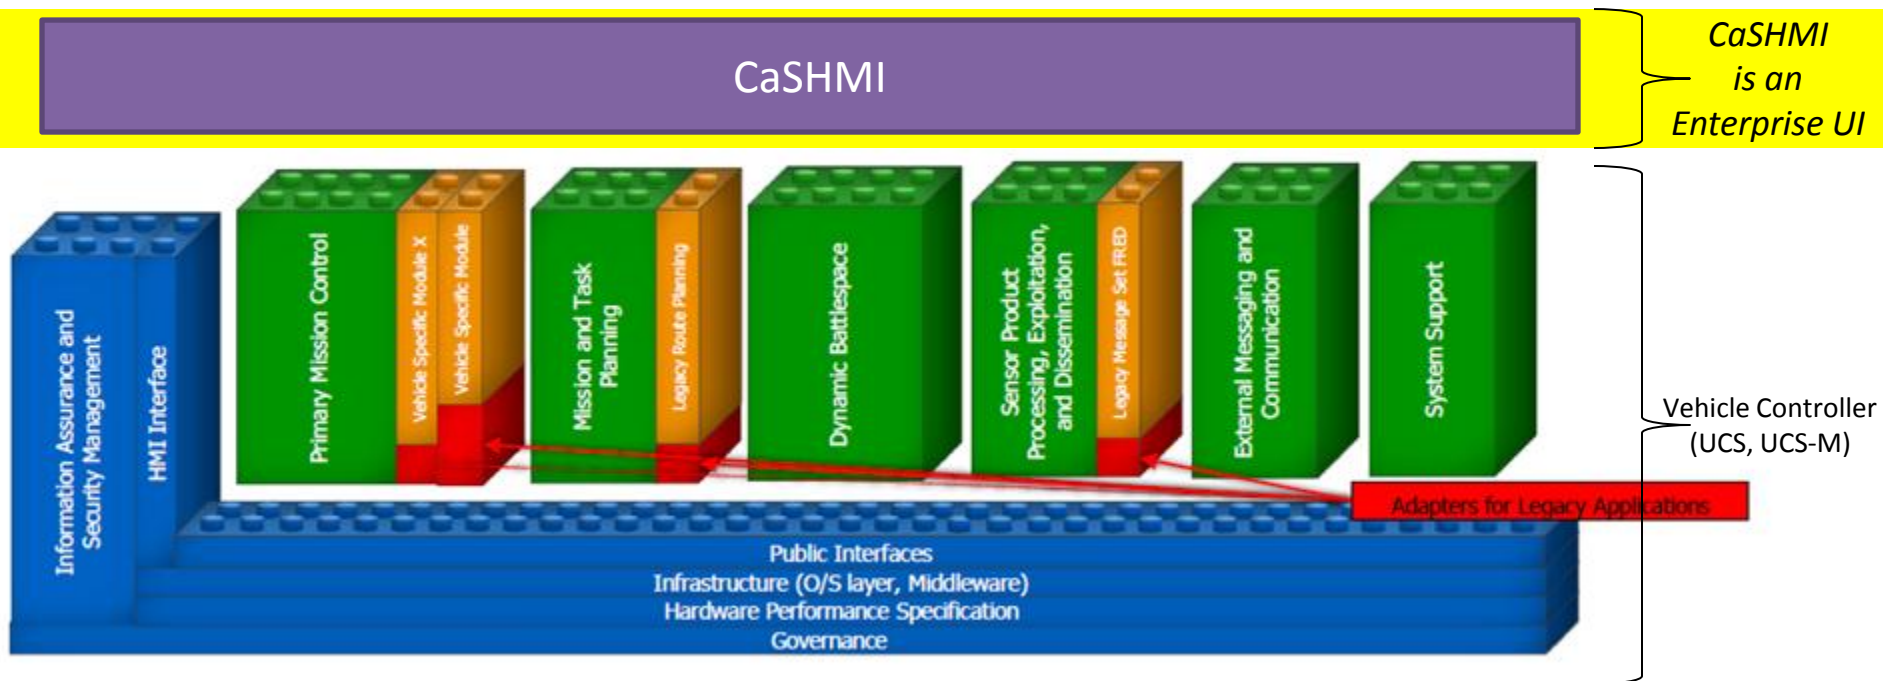 CaSHMI
CaSHMI
is an
Enterprise UI
Information Assurance and
Security Management
HMI Interface
Primary Mission Control
Vehicle Specific Module X
Vehicle Specific Module
Mission and Task
Planning
Legacy Route Planning
Dynamic Battlespace
Sensor Product
Processing, Exploitation,
and Dissemination
Legacy Message Set FRED
External Messaging and
Communication
System Support
Vehicle Controller
(UCS, UCS-M)
Adapters for Legacy Applications
Public Interfaces
Infrastructure (O/S layer, Middleware)
Hardware Performance Specification
Governance